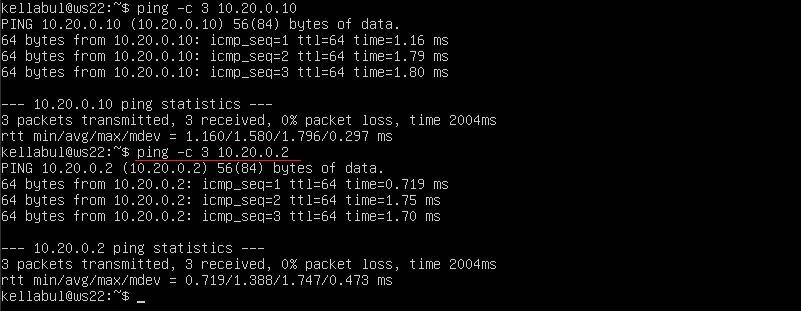 kellabul@ws22:~$ ping -c 3 10.20.0.10
PING 10.20.0.10 (10.20.0.10) 56(84) bytes of data.
64 bytes from 10.20.0.10: icmp_seq=1 ttl=64 time=1.16 ms
64 bytes from 10.20.0.10: icmp_seq=2 ttl=64 time=1.79 ms
64 bytes from 10.20.0.10: icmp_seq=3 ttl=64 time=1.80 ms
--- 10.20.0.10 ping statistics ---
3 packets transmitted, 3 received, 0% packet loss, time 2004ms
rtt min/avg/max/mdev = 1.160/1.580/1.796/0.297 ms
kellabul@ws22:~$ ping -c 3 10.20.0.2
PING 10.20.0.2 (10.20.0.2) 56(84) bytes of data.
64 bytes from 10.20.0.2: icmp_seq=1 ttl=64 time=0.719 ms
64 bytes from 10.20.0.2: icmp_seq=2 ttl=64 time=1.75 ms
64 bytes from 10.20.0.2: icmp_seq=3 ttl=64 time=1.70 ms
--- 10.20.0.2 ping statistics ---
3 packets transmitted, 3 received, 0% packet loss, time 2004ms
rtt min/avg/max/mdev = 0.719/1.388/1.747/0.473 ms
kellabul@ws22:~$ _